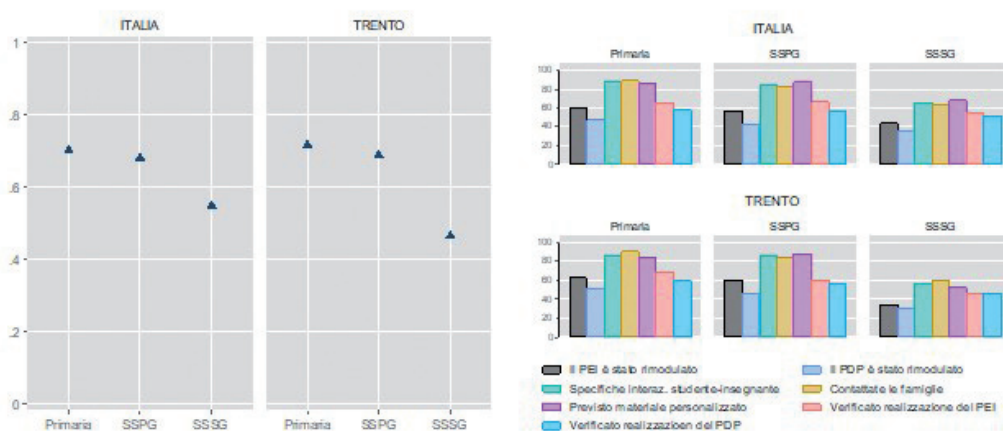 ITALIA TRENTO
1
.8
.6
.4
.2
0
Primaria SSPG SSSG Primaria SSPG SSSG
ITALIA
Primaria SSPG SSSG
100
80
60
40
20
0
TRENTO
Primaria SSPG SSSG
100
80
60
40
20
0
Il PEI è stato rimodulato Il PDP è stato rimodulato
Specifiche interaz. studente-insegnante Contattate le famiglie
Previsto materiale personalizzato Verificato realizzazione del PEI
Verificato realizzazioen del PDP